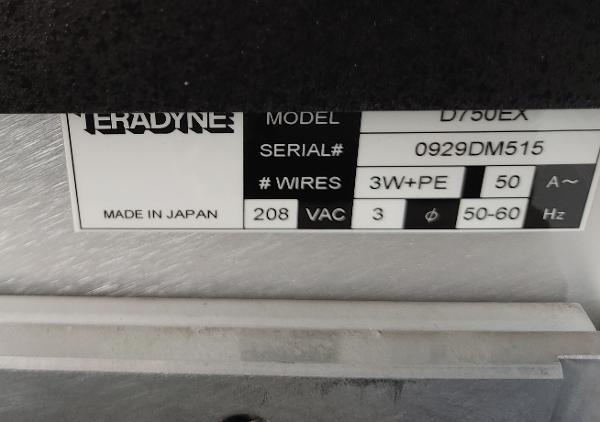 TERADYNE MODEL D750EX
SERIAL# 0929DM515
# WIRES 3W+PE 50 A~
MADE IN JAPAN 208 VAC 3 ϕ 50-60 Hz